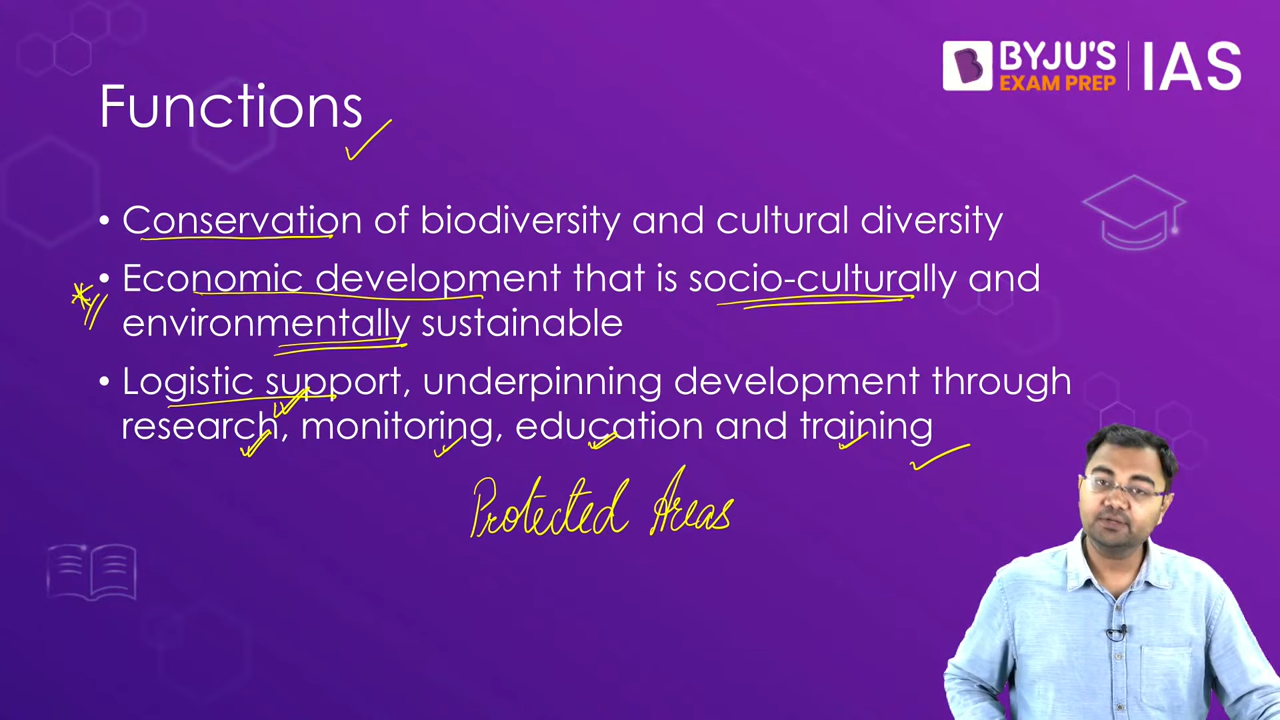 BYJU'S
EXAM PREP
IAS
Functions
• Conservation of biodiversity and cultural diversity
• Economic development that is socio-culturally and
environmentally sustainable
• Logistic support, underpinning development through
research, monitoring, education and training
Protected Areas